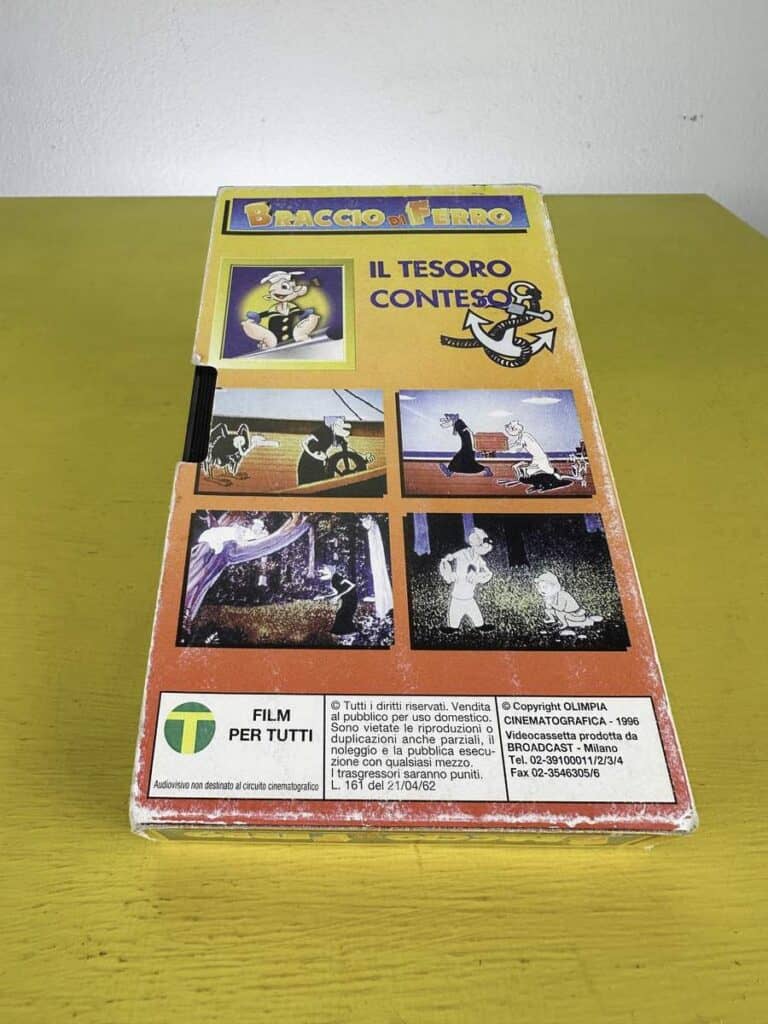 BRACCIO DI FERRO
IL TESORO
CONTESO
T
FILM
PER TUTTI
Audiovisivo non destinato al circuito cinematografico
© Tutti i diritti riservati. Vendita
al pubblico per uso domestico.
Sono vietate le riproduzioni o
duplicazioni anche parziali, il
noleggio e la pubblica esecu-
zione con qualsiasi mezzo.
I trasgressori saranno puniti.
L. 161 del 21/04/62
© Copyright OLIMPIA
CINEMATOGRAFICA - 1996
Videocassetta prodotta da
BROADCAST - Milano
Tel. 02-39100011/2/3/4
Fax 02-3546305/6